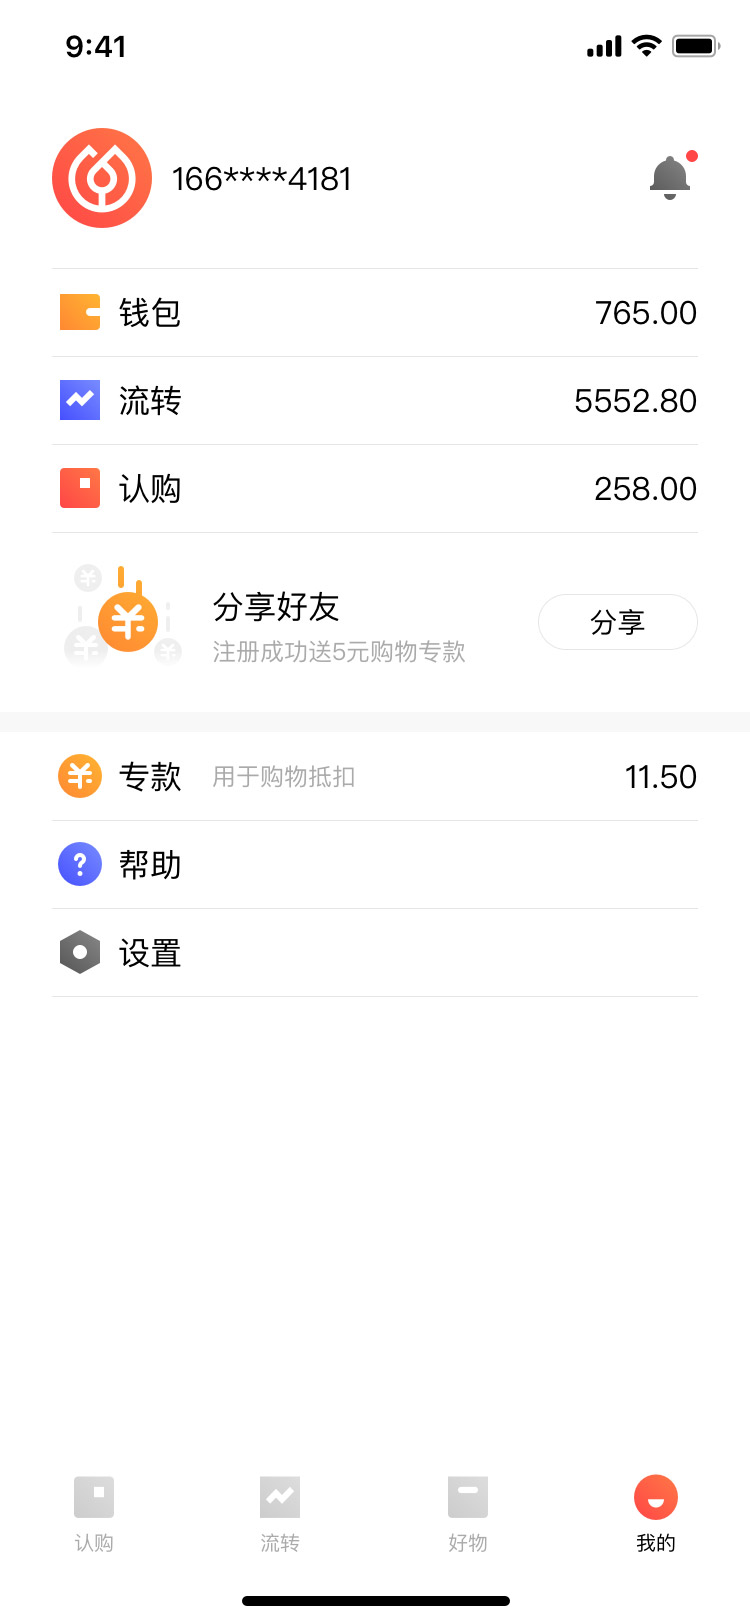 9:41
166****4181
钱包 765.00
流转 5552.80
认购 258.00
分享好友
注册成功送5元购物专款
分享
专款 用于购物抵扣 11.50
帮助
设置
认购 流转 好物 我的